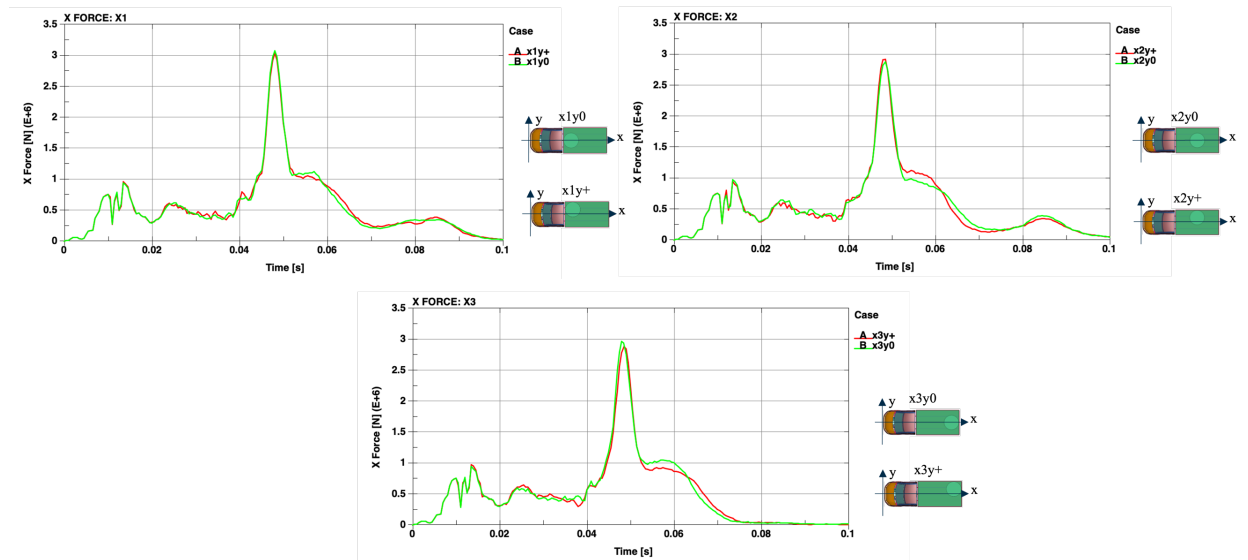 X FORCE: X1
X Force [N] (E+6)
3.5
3
2.5
2
1.5
1
0.5
0
0
0.02
0.04
0.06
0.08
0.1
Time [s]
Case
A x1y+
B x1y0
y
x1y0
x
y
x1y+
x
X FORCE: X2
X Force [N] (E+6)
3.5
3
2.5
2
1.5
1
0.5
0
0
0.02
0.04
0.06
0.08
0.1
Time [s]
Case
A x2y+
B x2y0
y
x2y0
x
y
x2y+
x
X FORCE: X3
X Force [N] (E+6)
3.5
3
2.5
2
1.5
1
0.5
0
0
0.02
0.04
0.06
0.08
0.1
Time [s]
Case
A x3y+
B x3y0
y
x3y0
x
y
x3y+
x